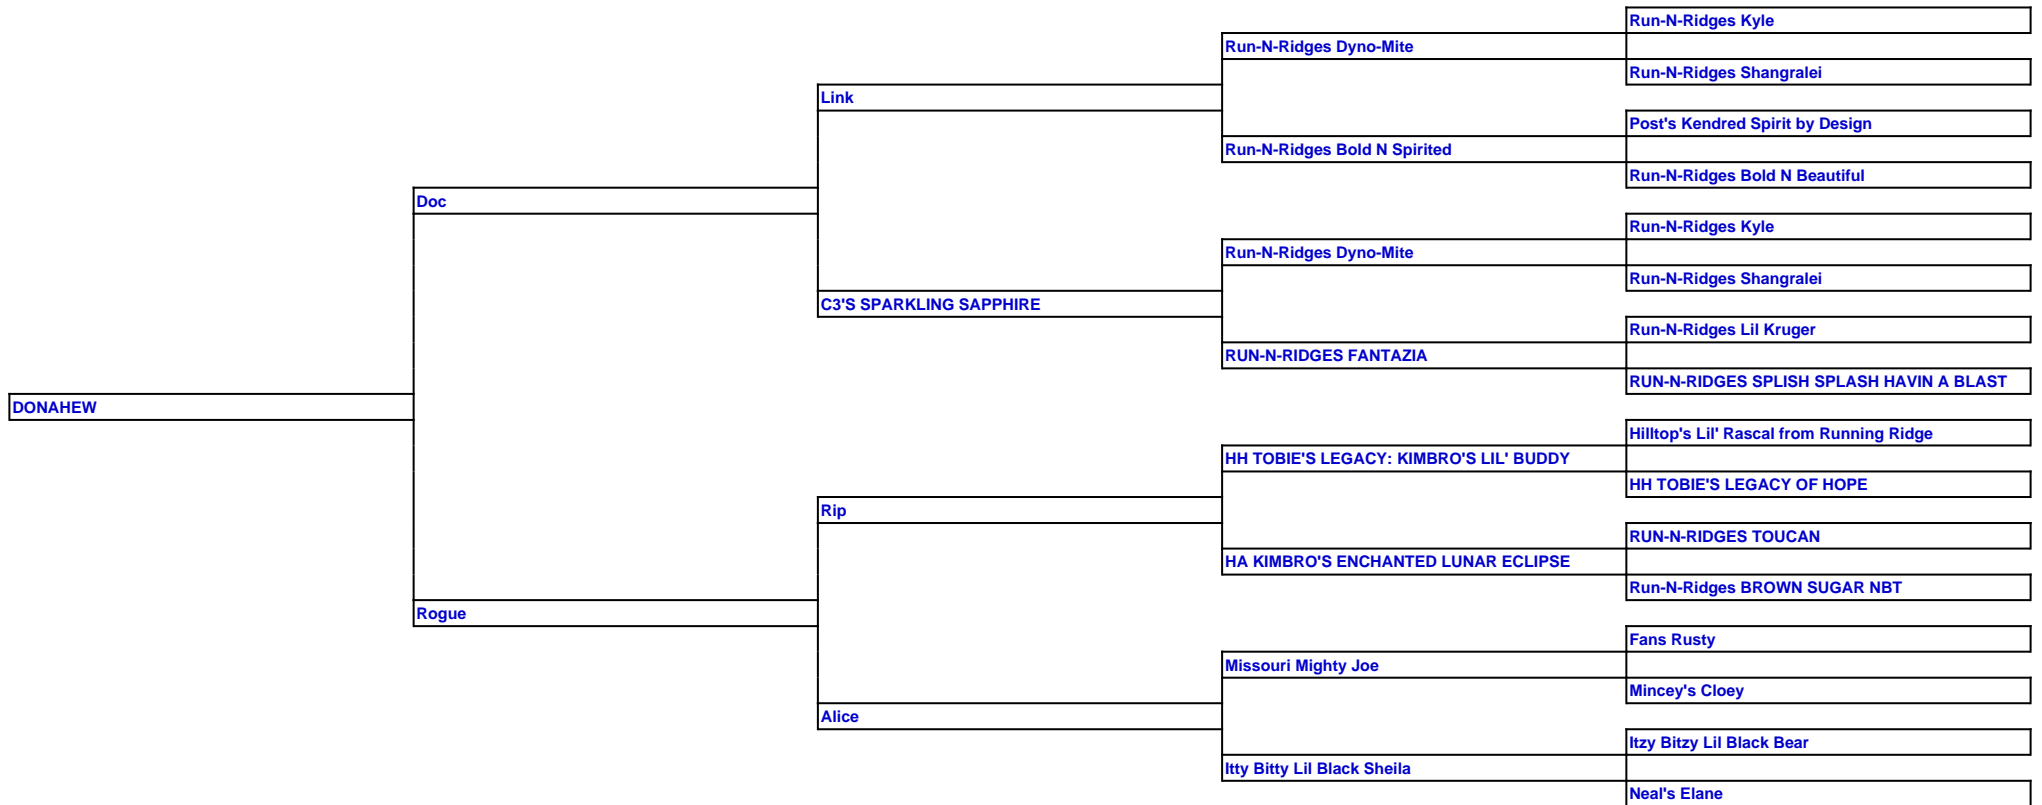 Run-N-Ridges Kyle
Run-N-Ridges Dyno-Mite
Run-N-Ridges Shangralei
Link
Post's Kendred Spirit by Design
Run-N-Ridges Bold N Spirited
Run-N-Ridges Bold N Beautiful
Doc
Run-N-Ridges Kyle
Run-N-Ridges Dyno-Mite
Run-N-Ridges Shangralei
C3'S SPARKLING SAPPHIRE
Run-N-Ridges Lil Kruger
RUN-N-RIDGES FANTAZIA
RUN-N-RIDGES SPLISH SPLASH HAVIN A BLAST
DONAHEW
Hilltop's Lil' Rascal from Running Ridge
HH TOBIE'S LEGACY: KIMBRO'S LIL' BUDDY
HH TOBIE'S LEGACY OF HOPE
Rip
RUN-N-RIDGES TOUCAN
HA KIMBRO'S ENCHANTED LUNAR ECLIPSE
Run-N-Ridges BROWN SUGAR NBT
Rogue
Fans Rusty
Missouri Mighty Joe
Mincey's Cloey
Alice
Itzy Bitzy Lil Black Bear
Itty Bitty Lil Black Sheila
Neal's Elane